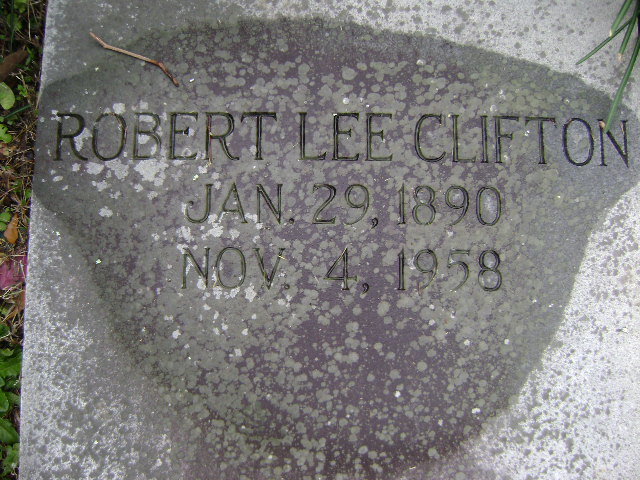 ROBERT LEE CLIFTON
JAN. 29, 1890
NOV. 4, 1958